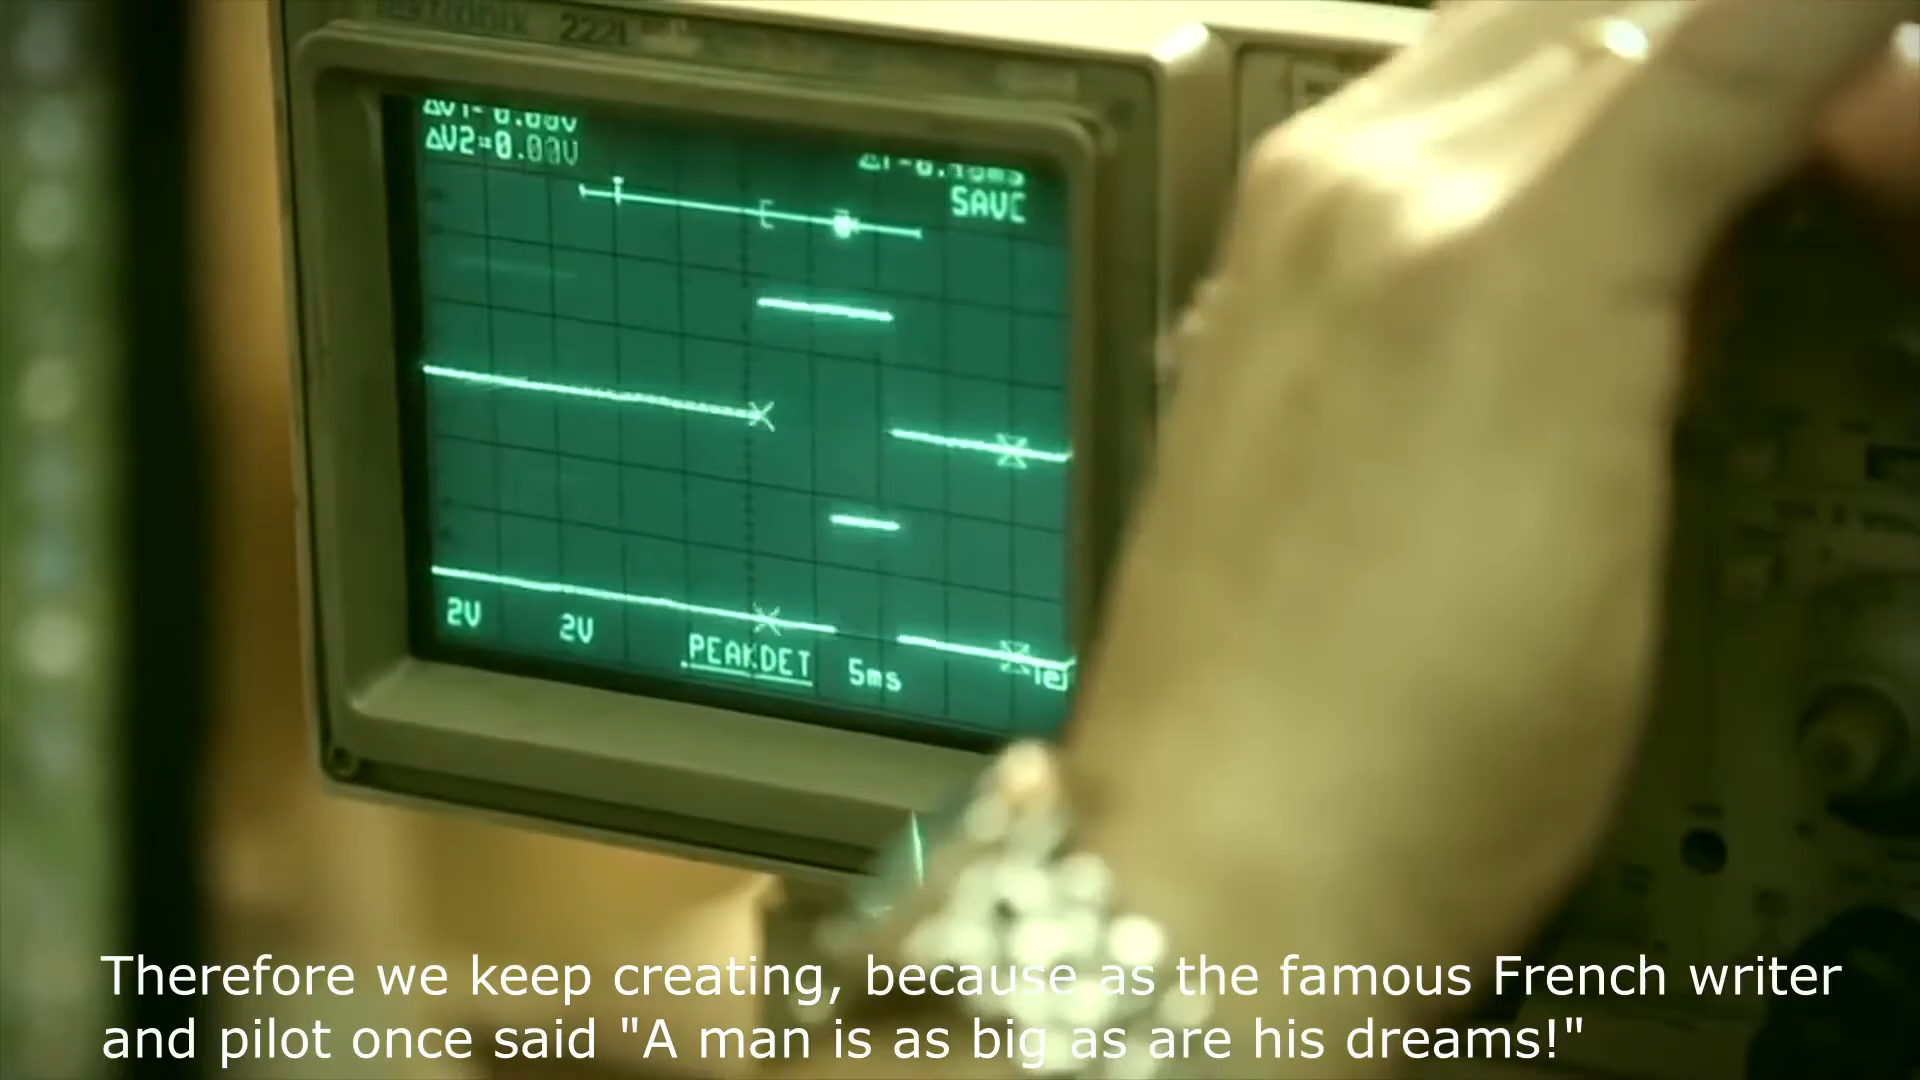 2221
ΔV2=0.00V
SAVE
2V 2V PEAKDET 5ms
Therefore we keep creating, because as the famous French writer
and pilot once said "A man is as big as are his dreams!"